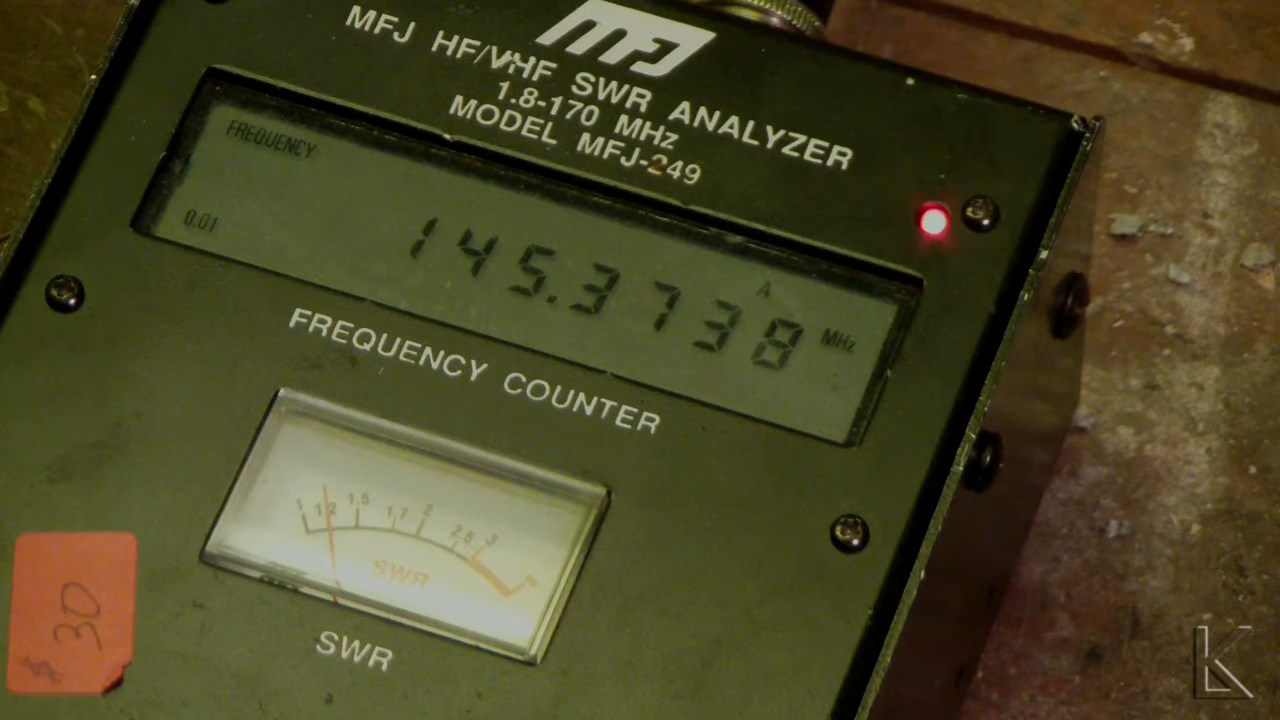 MFJ
MFJ HF/VHF SWR ANALYZER
1.8-170 MHz
MODEL MFJ-249
FREQUENCY
0.01
A
145.3738 MHz
FREQUENCY COUNTER
1 1.2 1.5 1.7 2 2.5 3
SWR
SWR
$30
K